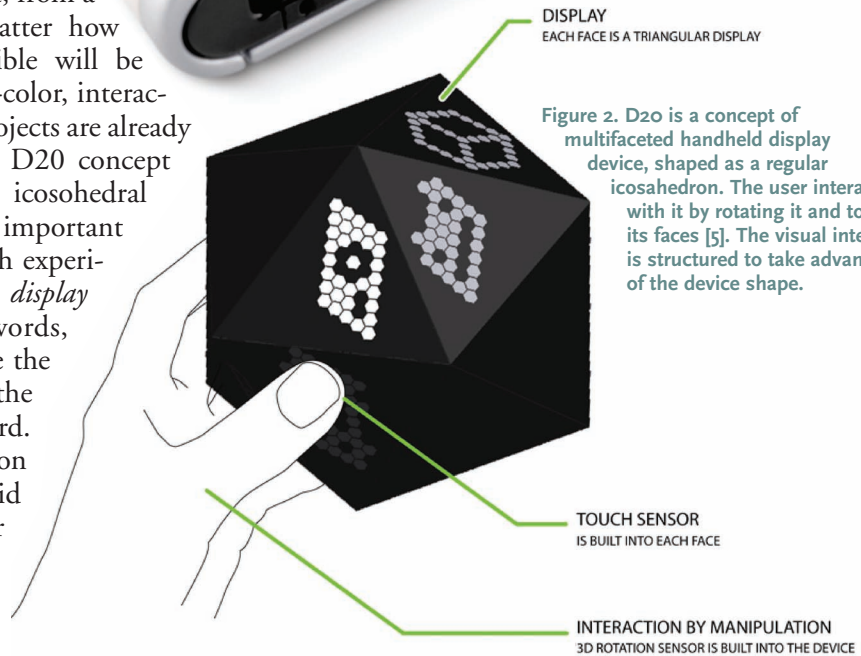 , from a
atter how
ible will be
-color, interac-
ojects are already
D20 concept
icosohedral
important
h experi-
display
words,
e the
the
rd.
on
id
r
DISPLAY
EACH FACE IS A TRIANGULAR DISPLAY
Figure 2. D20 is a concept of
multifaceted handheld display
device, shaped as a regular
icosahedron. The user intera
with it by rotating it and to
its faces [5]. The visual inte
is structured to take advan
of the device shape.
TOUCH SENSOR
IS BUILT INTO EACH FACE
INTERACTION BY MANIPULATION
3D ROTATION SENSOR IS BUILT INTO THE DEVICE